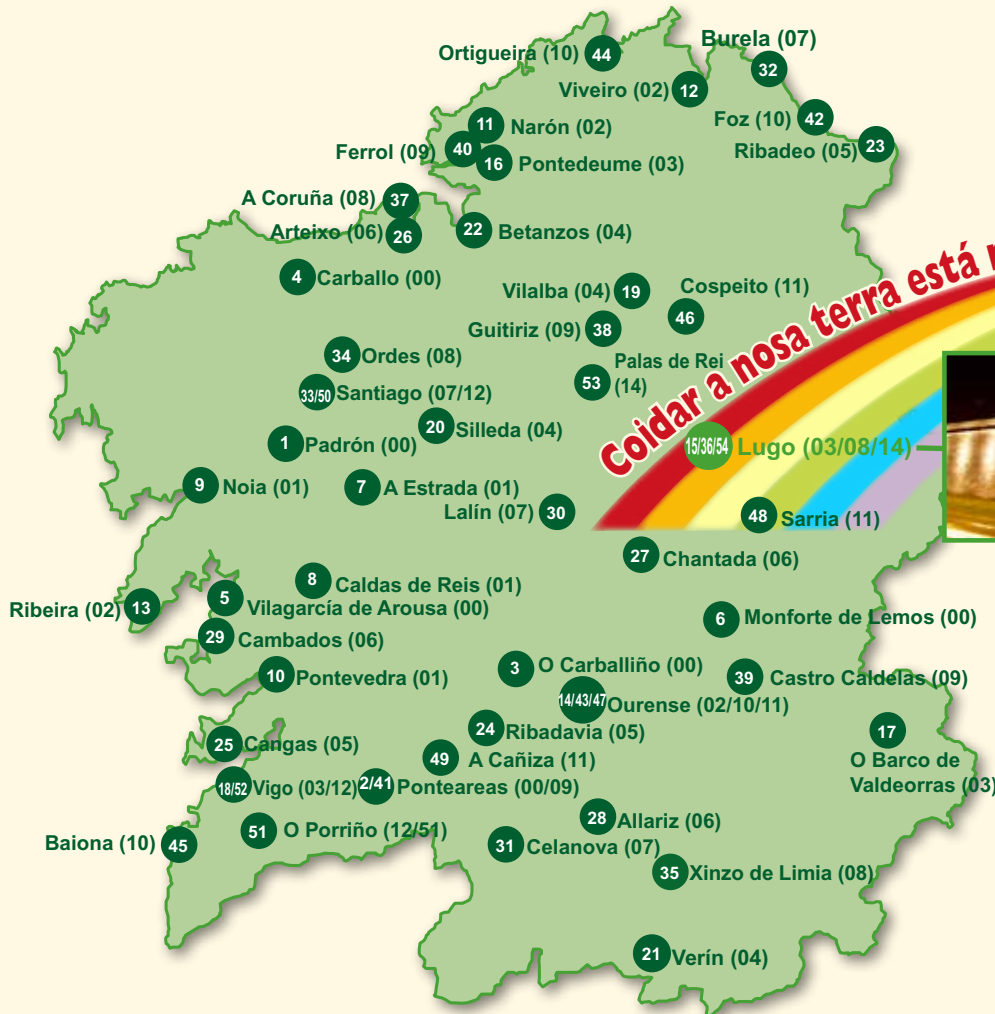 Ortigueira (10) 44
Burela (07)
32
Viveiro (02) 12
11 Narón (02)
Foz (10) 42
Ferrol (09) 40
Ribadeo (05) 23
16 Pontedeume (03)
A Coruña (08) 37
Arteixo (06) 26
22 Betanzos (04)
4 Carballo (00)
Vilalba (04) 19
Cospeito (11)
46
Guitiriz (09) 38
Coidar a nosa terra está
34 Ordes (08)
Palas de Rei
53 (14)
33/50 Santiago (07/12)
20 Silleda (04)
1 Padrón (00)
15/36/54 Lugo (03/08/14)
9 Noia (01)
7 A Estrada (01)
Lalín (07) 30
48 Sarria (11)
27 Chantada (06)
8 Caldas de Reis (01)
Ribeira (02) 13
5 Vilagarcía de Arousa (00)
6 Monforte de Lemos (00)
29 Cambados (06)
3 O Carballiño (00)
10 Pontevedra (01)
39 Castro Caldelas (09)
14/43/47 Ourense (02/10/11)
24 Ribadavia (05)
17
O Barco de
Valdeorras (03)
25 Cangas (05)
49 A Cañiza (11)
18/52 Vigo (03/12)
2/41 Ponteareas (00/09)
28 Allariz (06)
51 O Porriño (12/51)
Baiona (10) 45
31 Celanova (07)
35 Xinzo de Limia (08)
21 Verín (04)